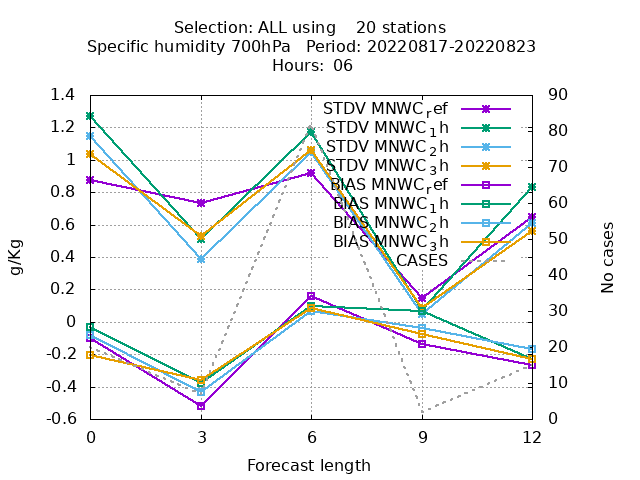 Selection: ALL using    20 stations
Specific humidity 700hPa   Period: 20220817-20220823
Hours:  06
STDV MNWC_ref
STDV MNWC_1h
STDV MNWC_2h
STDV MNWC_3h
BIAS MNWC_ref
BIAS MNWC_1h
BIAS MNWC_2h
BIAS MNWC_3h
CASES
g/Kg
1.4
1.2
1
0.8
0.6
0.4
0.2
0
-0.2
-0.4
-0.6
90
80
70
60
50
40
30
20
10
0
No cases
0 3 6 9 12
Forecast length